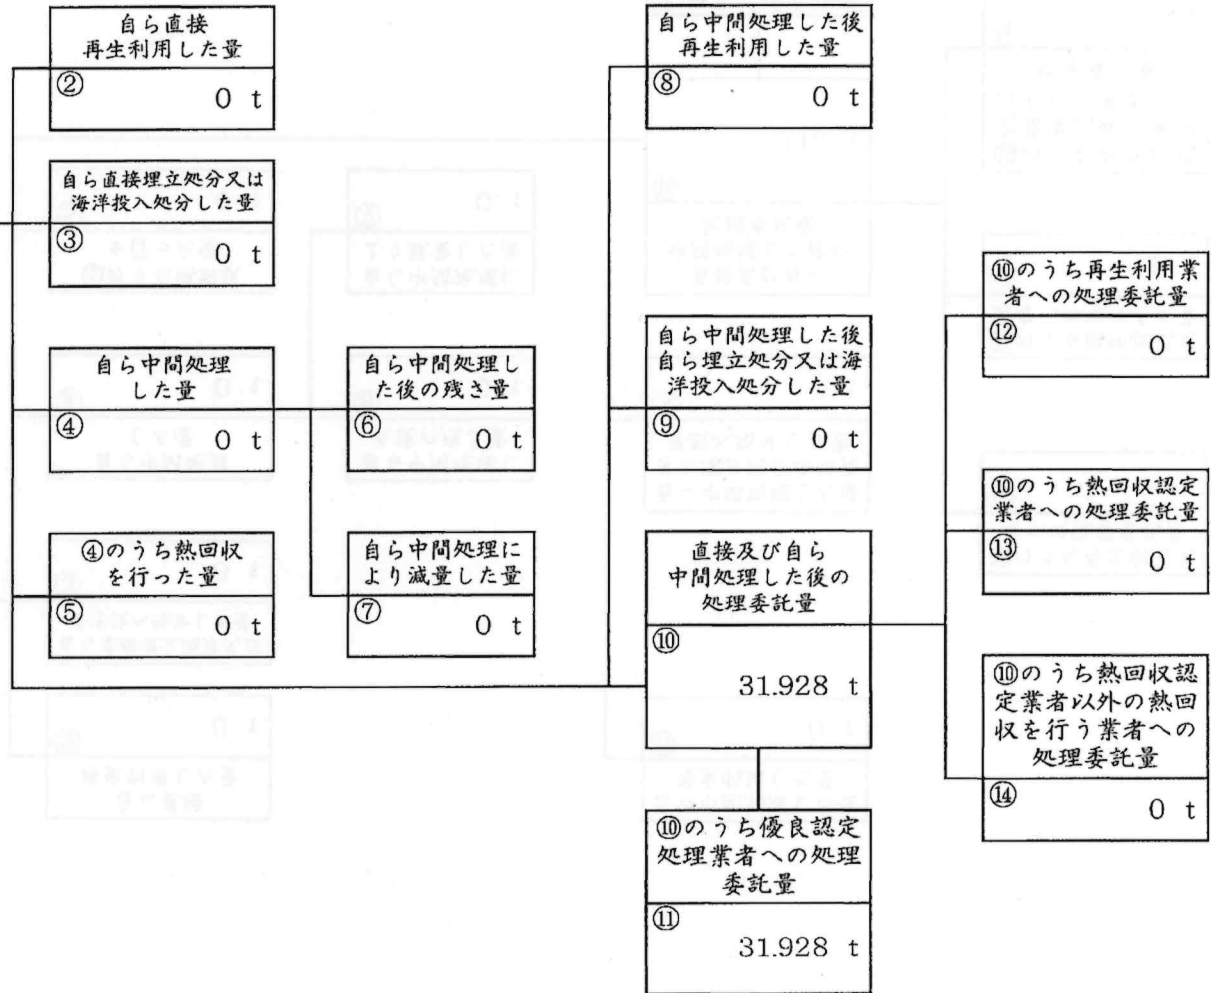 自ら直接
再生利用した量
②
0 t
自ら直接埋立処分又は
海洋投入処分した量
③
0 t
自ら中間処理
した量
④
0 t
④のうち熱回収
を行った量
⑤
0 t
自ら中間処理し
た後の残さ量
⑥
0 t
自ら中間処理に
より減量した量
⑦
0 t
自ら中間処理した後
再生利用した量
⑧
0 t
自ら中間処理した後
自ら埋立処分又は海
洋投入処分した量
⑨
0 t
直接及び自ら
中間処理した後の
処理委託量
⑩
31.928 t
⑩のうち優良認定
処理業者への処理
委託量
⑪
31.928 t
⑩のうち再生利用業
者への処理委託量
⑫
0 t
⑩のうち熱回収認定
業者への処理委託量
⑬
0 t
⑩のうち熱回収認
定業者以外の熱回
収を行う業者への
処理委託量
⑭
0 t